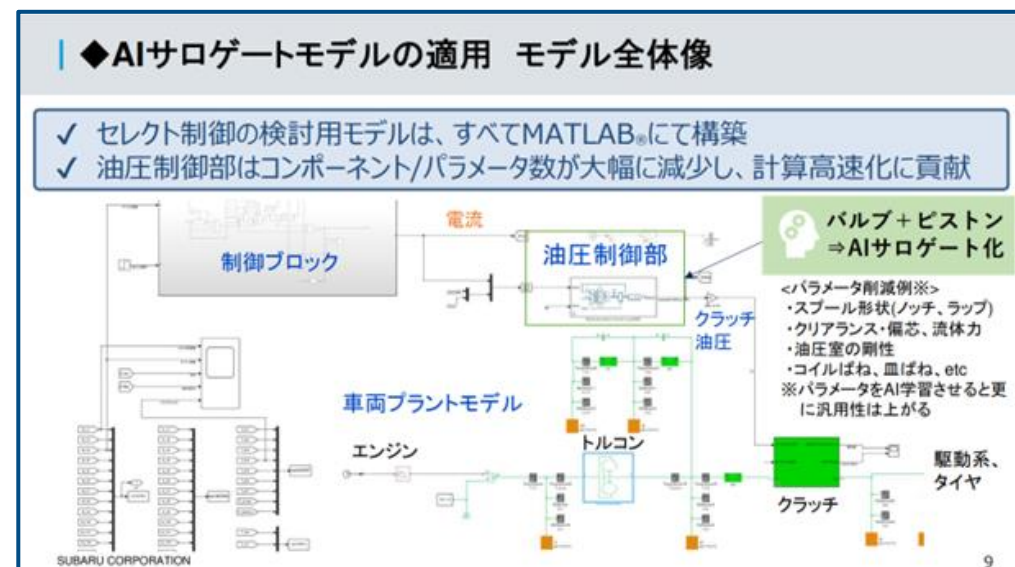 ◆AIサロゲートモデルの適用 モデル全体像
✓ セレクト制御の検討用モデルは、すべてMATLAB®にて構築
✓ 油圧制御部はコンポーネント/パラメータ数が大幅に減少し、計算高速化に貢献
電流
制御ブロック
油圧制御部
バルブ+ピストン
⇒AIサロゲート化
<パラメータ削減例※>
・スプール形状(ノッチ、ラップ)
・クリアランス・偏芯、流体力
・油圧室の剛性
・コイルばね、皿ばね、etc
※パラメータをAI学習させると更
に汎用性は上がる
クラッチ
油圧
車両プラントモデル
エンジン
トルコン
クラッチ
駆動系、
タイヤ
SUBARU CORPORATION
9